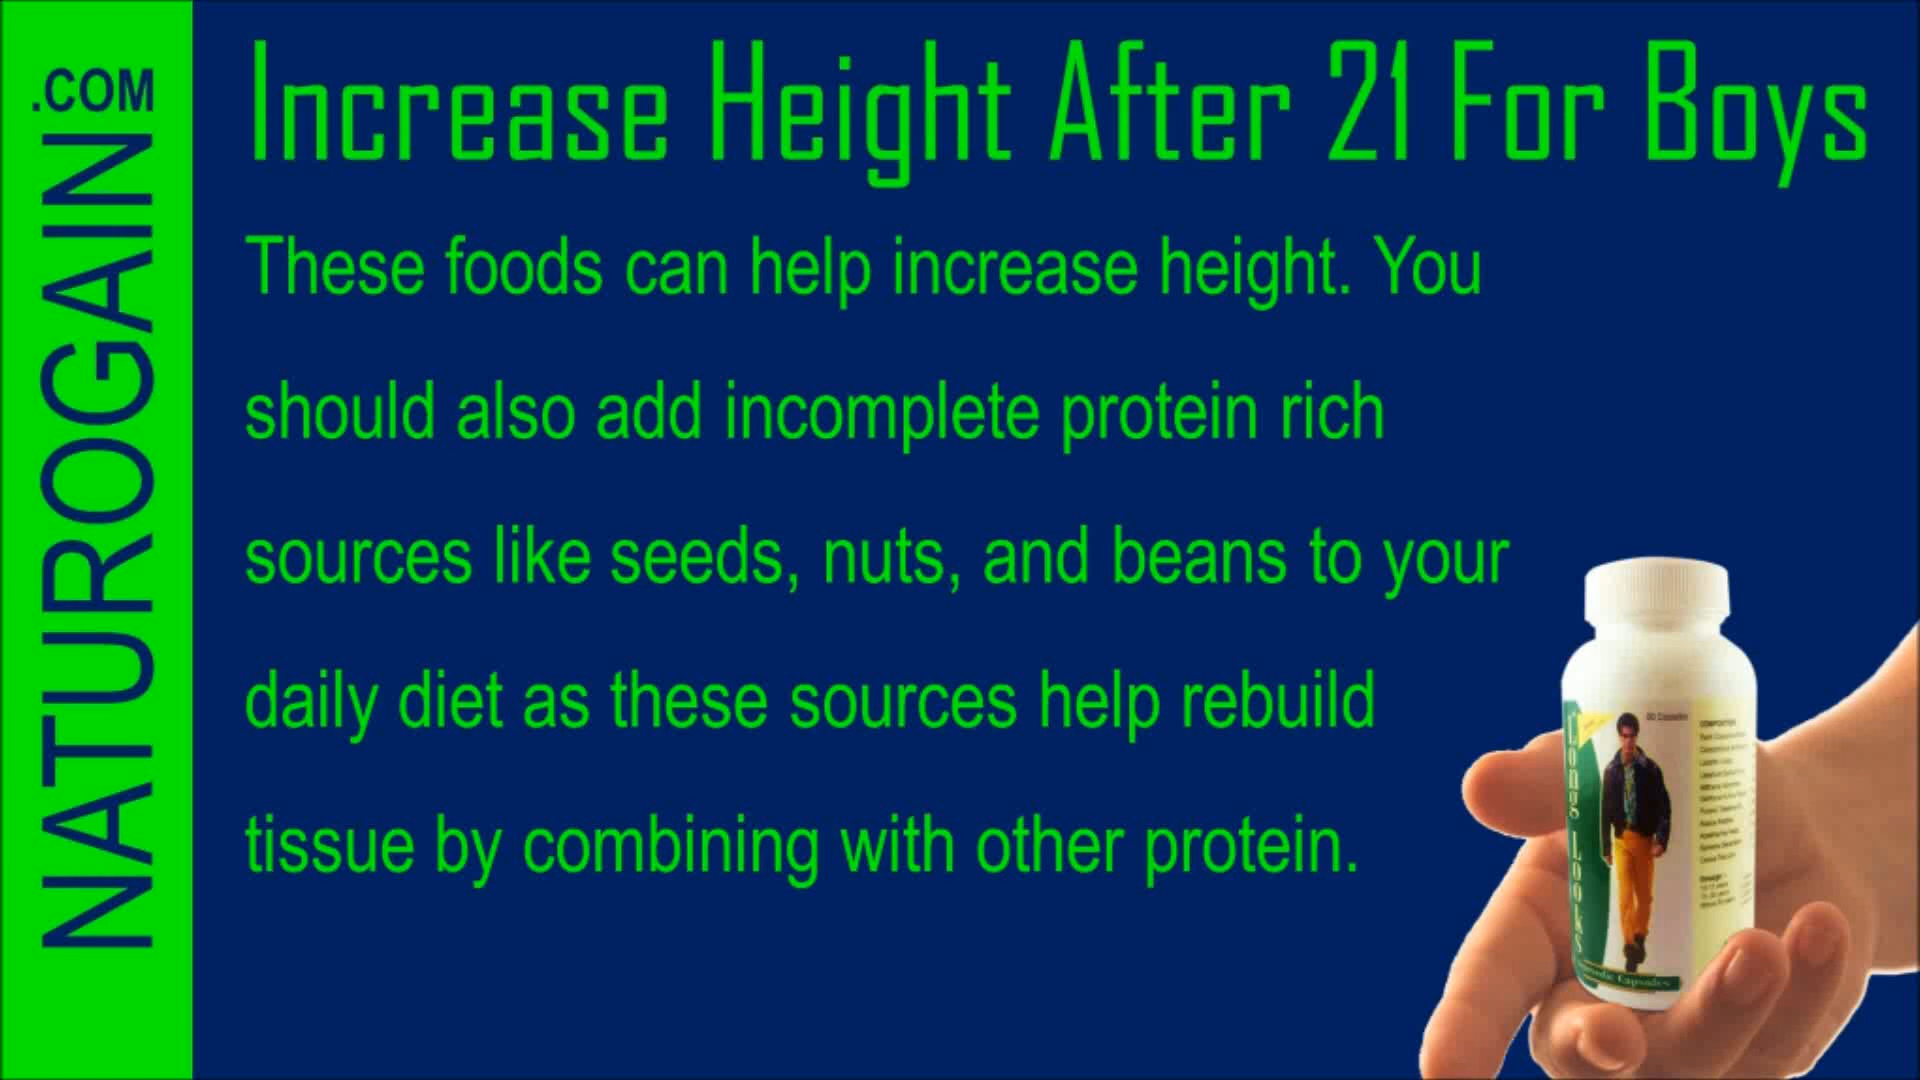 NATUROGAIN.COM
Increase Height After 21 For Boys
These foods can help increase height. You
should also add incomplete protein rich
sources like seeds, nuts, and beans to your
daily diet as these sources help rebuild
tissue by combining with other protein.
Long Looks
Capsules